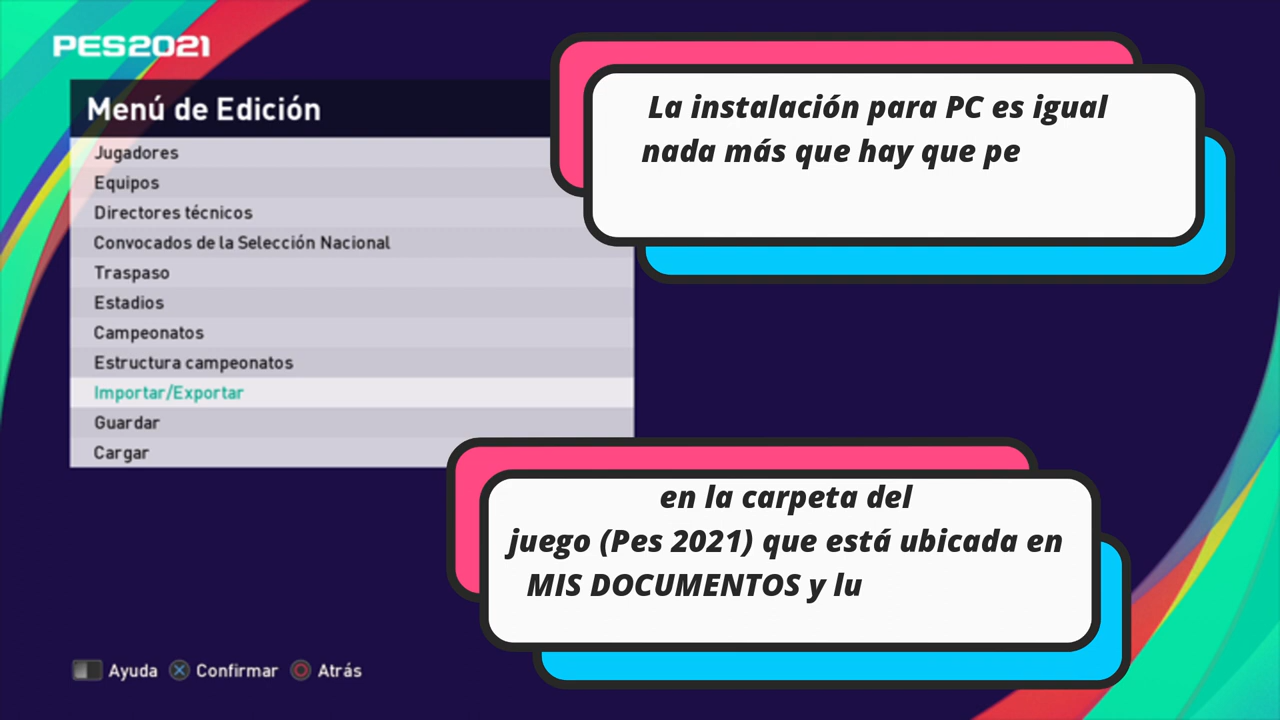 PES2021
Menú de Edición
Jugadores
Equipos
Directores técnicos
Convocados de la Selección Nacional
Traspaso
Estadios
Campeonatos
Estructura campeonatos
Importar/Exportar
Guardar
Cargar
La instalación para PC es igual
nada más que hay que pe
en la carpeta del
juego (Pes 2021) que está ubicada en
MIS DOCUMENTOS y lu
Ayuda Confirmar Atrás